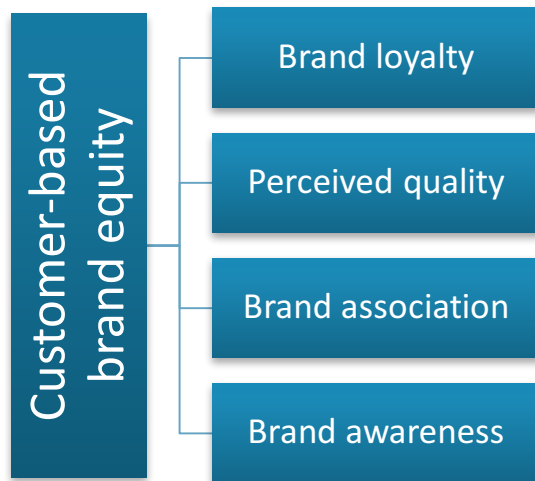 Customer-based
brand equity
Brand loyalty
Perceived quality
Brand association
Brand awareness